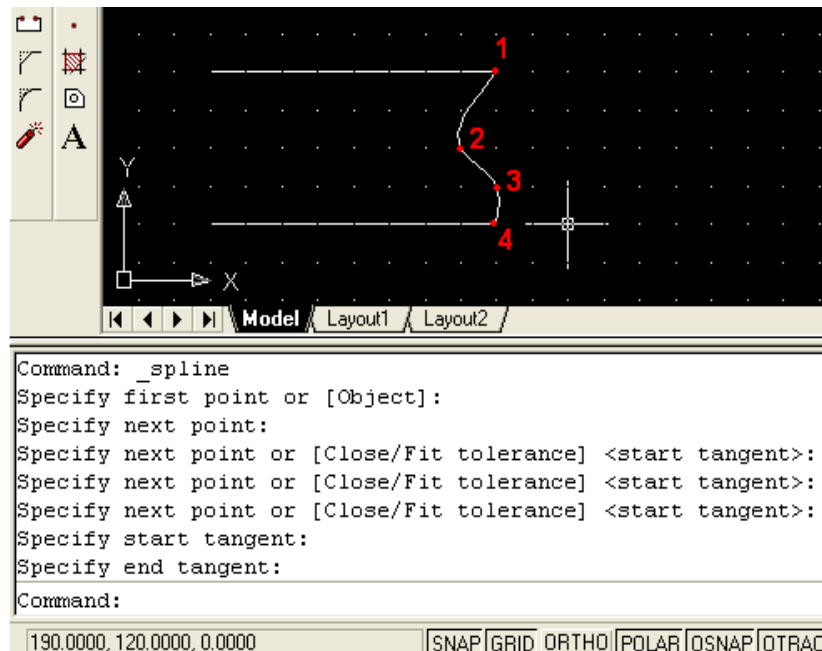 1
A
2
Y
3
4
X
Model Layout1 Layout2
Command: _spline
Specify first point or [Object]:
Specify next point:
Specify next point or [Close/Fit tolerance] <start tangent>:
Specify next point or [Close/Fit tolerance] <start tangent>:
Specify next point or [Close/Fit tolerance] <start tangent>:
Specify start tangent:
Specify end tangent:
Command:
190.0000, 120.0000, 0.0000 SNAP GRID ORTHO POLAR OSNAP OTRAC